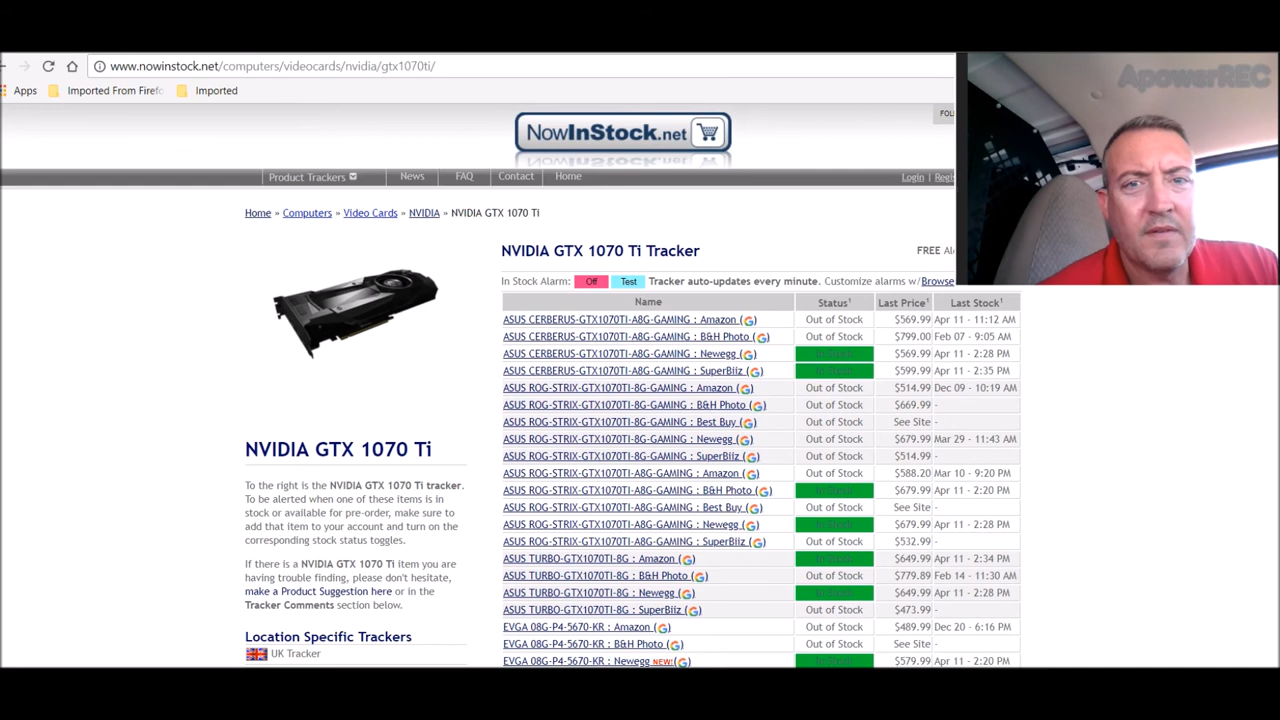 www.nowinstock.net/computers/videocards/nvidia/gtx1070ti/
ApowerREC
Apps Imported From Firefo Imported
NowInStock.net
FOL
Product Trackers News FAQ Contact Home Login | Regis
Home » Computers » Video Cards » NVIDIA » NVIDIA GTX 1070 Ti
NVIDIA GTX 1070 Ti Tracker FREE Al
In Stock Alarm: Off Test Tracker auto-updates every minute. Customize alarms w/ Browse
Name Status¹ Last Price¹ Last Stock¹
ASUS CERBERUS-GTX1070TI-A8G-GAMING : Amazon (G) Out of Stock $569.99 Apr 11 - 11:12 AM
ASUS CERBERUS-GTX1070TI-A8G-GAMING : B&H Photo (G) Out of Stock $799.00 Feb 07 - 9:05 AM
ASUS CERBERUS-GTX1070TI-A8G-GAMING : Newegg (G) In Stock $569.99 Apr 11 - 2:28 PM
ASUS CERBERUS-GTX1070TI-A8G-GAMING : SuperBiiz (G) In Stock $599.99 Apr 11 - 2:35 PM
ASUS ROG-STRIX-GTX1070TI-8G-GAMING : Amazon (G) Out of Stock $514.99 Dec 09 - 10:19 AM
ASUS ROG-STRIX-GTX1070TI-8G-GAMING : B&H Photo (G) Out of Stock $669.99 -
ASUS ROG-STRIX-GTX1070TI-8G-GAMING : Best Buy (G) Out of Stock See Site -
ASUS ROG-STRIX-GTX1070TI-8G-GAMING : Newegg (G) Out of Stock $679.99 Mar 29 - 11:43 AM
ASUS ROG-STRIX-GTX1070TI-8G-GAMING : SuperBiiz (G) Out of Stock $514.99 -
ASUS ROG-STRIX-GTX1070TI-A8G-GAMING : Amazon (G) Out of Stock $588.20 Mar 10 - 9:20 PM
ASUS ROG-STRIX-GTX1070TI-A8G-GAMING : B&H Photo (G) In Stock $679.99 Apr 11 - 2:20 PM
ASUS ROG-STRIX-GTX1070TI-A8G-GAMING : Best Buy (G) Out of Stock See Site -
ASUS ROG-STRIX-GTX1070TI-A8G-GAMING : Newegg (G) In Stock $679.99 Apr 11 - 2:28 PM
ASUS ROG-STRIX-GTX1070TI-A8G-GAMING : SuperBiiz (G) Out of Stock $532.99 -
ASUS TURBO-GTX1070TI-8G : Amazon (G) In Stock $649.99 Apr 11 - 2:34 PM
ASUS TURBO-GTX1070TI-8G : B&H Photo (G) Out of Stock $779.89 Feb 14 - 11:30 AM
ASUS TURBO-GTX1070TI-8G : Newegg (G) In Stock $649.99 Apr 11 - 2:28 PM
ASUS TURBO-GTX1070TI-8G : SuperBiiz (G) Out of Stock $473.99 -
EVGA 08G-P4-5670-KR : Amazon (G) Out of Stock $489.99 Dec 20 - 6:16 PM
EVGA 08G-P4-5670-KR : B&H Photo (G) Out of Stock See Site -
EVGA 08G-P4-5670-KR : Newegg NEW! (G) In Stock $579.99 Apr 11 - 2:20 PM
NVIDIA GTX 1070 Ti
To the right is the NVIDIA GTX 1070 Ti tracker.
To be alerted when one of these items is in
stock or available for pre-order, make sure to
add that item to your account and turn on the
corresponding stock status toggles.
If there is a NVIDIA GTX 1070 Ti item you are
having trouble finding, please don't hesitate,
make a Product Suggestion here or in the
Tracker Comments section below.
Location Specific Trackers
UK Tracker